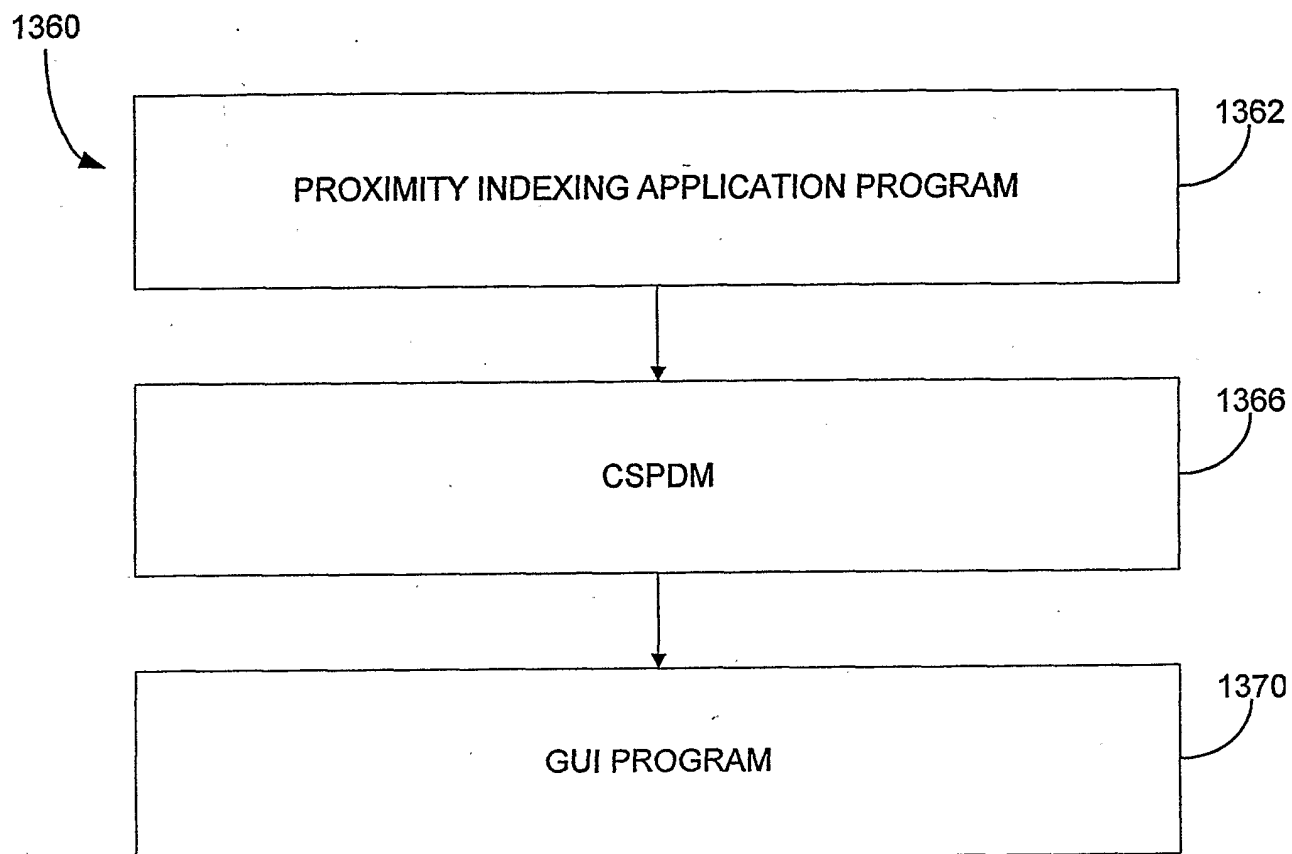 1360
1362
PROXIMITY INDEXING APPLICATION PROGRAM
1366
CSPDM
1370
GUI PROGRAM